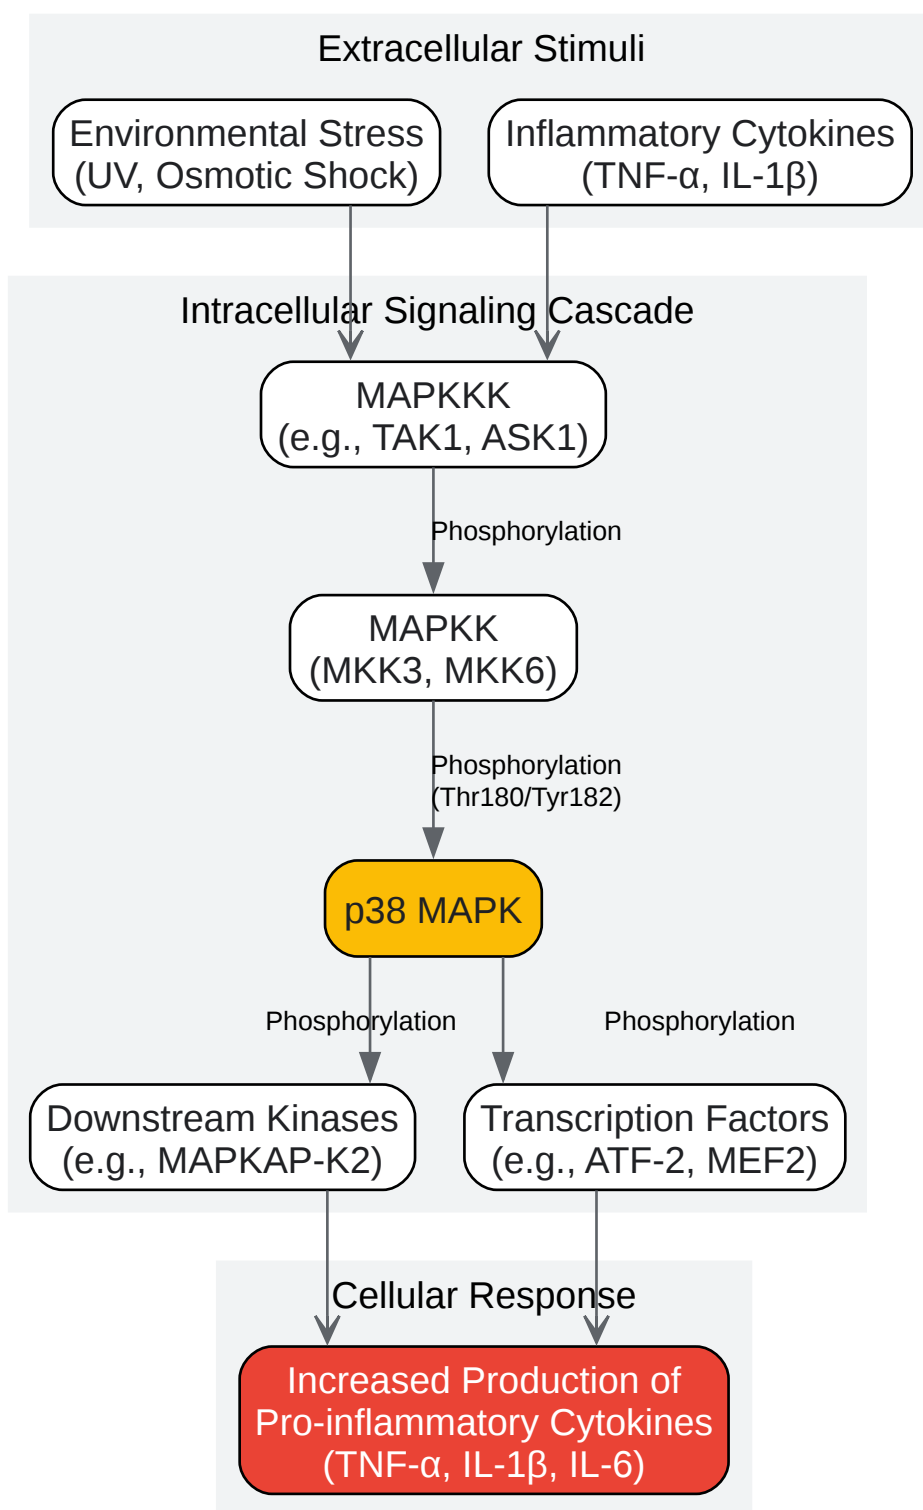 Extracellular Stimuli
Environmental Stress
(UV, Osmotic Shock)
Inflammatory Cytokines
(TNF-α, IL-1β)
Intracellular Signaling Cascade
MAPKKK
(e.g., TAK1, ASK1)
Phosphorylation
MAPKK
(MKK3, MKK6)
Phosphorylation
(Thr180/Tyr182)
p38 MAPK
Phosphorylation
Phosphorylation
Downstream Kinases
(e.g., MAPKAP-K2)
Transcription Factors
(e.g., ATF-2, MEF2)
Cellular Response
Increased Production of
Pro-inflammatory Cytokines
(TNF-α, IL-1β, IL-6)